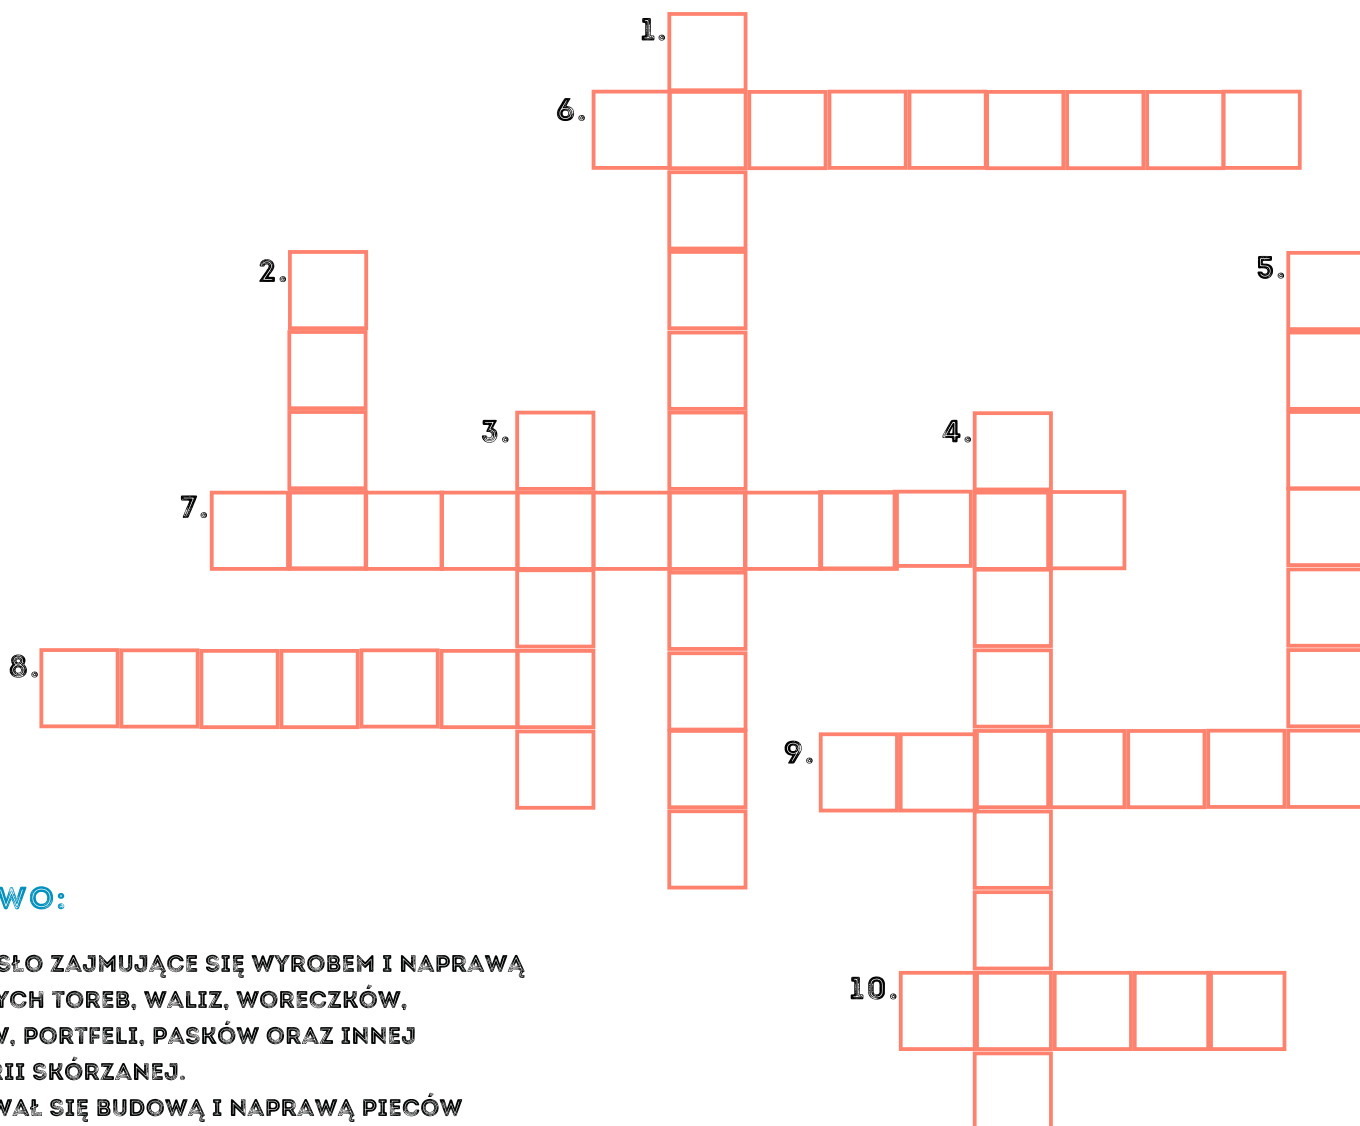 1.
6.
2.
5.
3.
4.
7.
8.
9.
10.
WO:
SŁO ZAJMUJĄCE SIĘ WYROBEM I NAPRAWĄ
YCH TOREB, WALIZ, WORECZKÓW,
W, PORTFELI, PASKÓW ORAZ INNEJ
RII SKÓRZANEJ.
WAŁ SIĘ BUDOWĄ I NAPRAWĄ PIECÓW